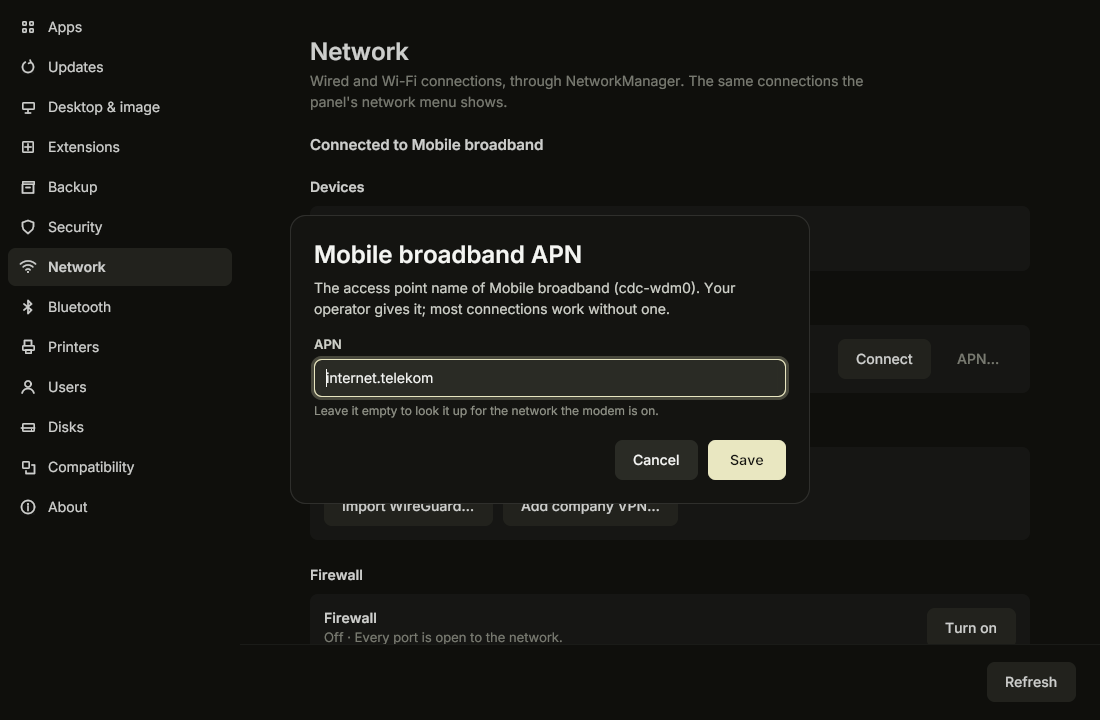 Apps
Updates
Desktop & image
Extensions
Backup
Security
Network
Bluetooth
Printers
Users
Disks
Compatibility
About
Network
Wired and Wi-Fi connections, through NetworkManager. The same connections the
panel's network menu shows.
Connected to Mobile broadband
Devices
Mobile broadband APN
The access point name of Mobile broadband (cdc-wdm0). Your
operator gives it; most connections work without one.
APN
internet.telekom
Leave it empty to look it up for the network the modem is on.
Cancel
Save
Connect
APN...
Import WireGuard...
Add company VPN...
Firewall
Firewall
Off · Every port is open to the network.
Turn on
Refresh